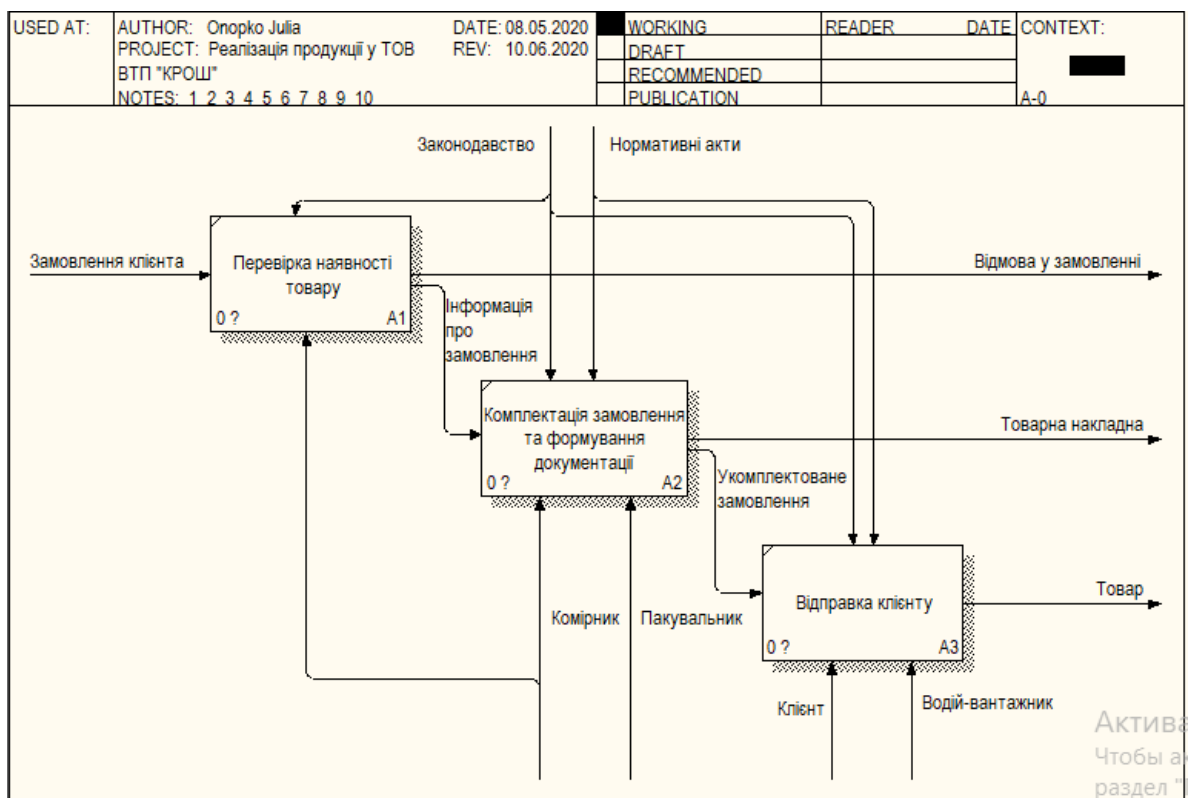 USED AT:
AUTHOR: Onopko Julia
DATE: 08.05.2020
WORKING
READER
DATE
CONTEXT:
PROJECT: Реалізація продукції у ТОВ
REV: 10.06.2020
DRAFT
ВТП "КРОШ"
RECOMMENDED
NOTES: 1 2 3 4 5 6 7 8 9 10
PUBLICATION
A-0
Законодавство
Нормативні акти
Замовлення клієнта
Перевірка наявності
товару
0 ?
A1
Відмова у замовленні
Інформація
про
замовлення
Комплектація замовлення
та формування
документації
0 ?
A2
Товарна накладна
Укомплектоване
замовлення
Відправка клієнту
0 ?
A3
Товар
Комірник
Пакувальник
Клієнт
Водій-вантажник
Актива
Чтобы а
раздел "